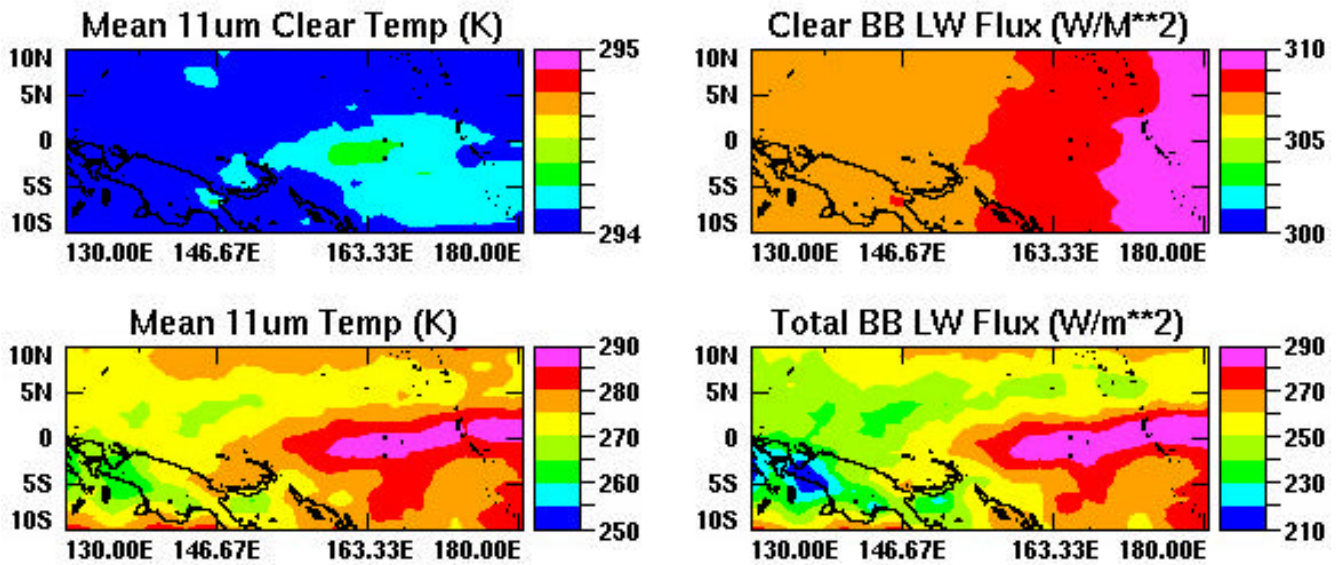 Mean 11um Clear Temp (K)
10N
5N
0
5S
10S
130.00E 146.67E 163.33E 180.00E
295
294
Clear BB LW Flux (W/M**2)
10N
5N
0
5S
10S
130.00E 146.67E 163.33E 180.00E
310
305
300
Mean 11um Temp (K)
10N
5N
0
5S
10S
130.00E 146.67E 163.33E 180.00E
290
280
270
260
250
Total BB LW Flux (W/m**2)
10N
5N
0
5S
10S
130.00E 146.67E 163.33E 180.00E
290
270
250
230
210